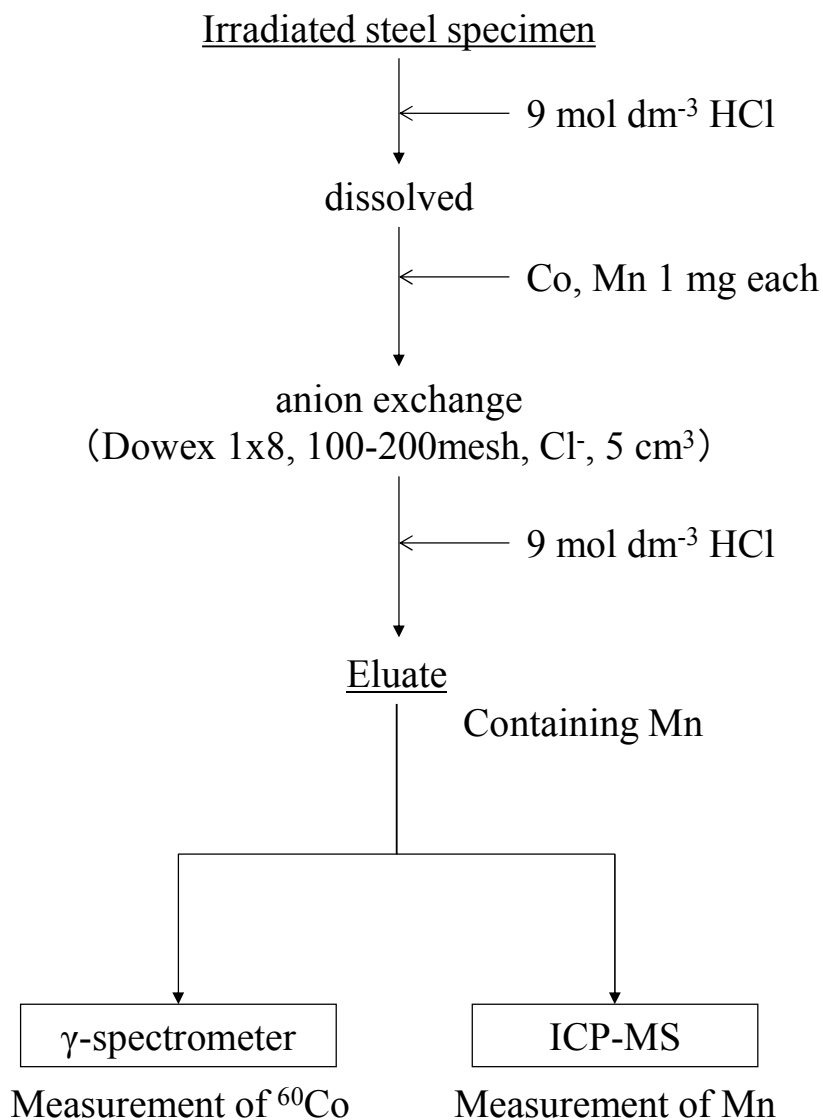 Irradiated steel specimen
9 mol dm⁻³ HCl
dissolved
Co, Mn 1 mg each
anion exchange
（Dowex 1x8, 100-200mesh, Cl⁻, 5 cm³）
9 mol dm⁻³ HCl
Eluate
Containing Mn
γ-spectrometer
ICP-MS
Measurement of ⁶⁰Co
Measurement of Mn